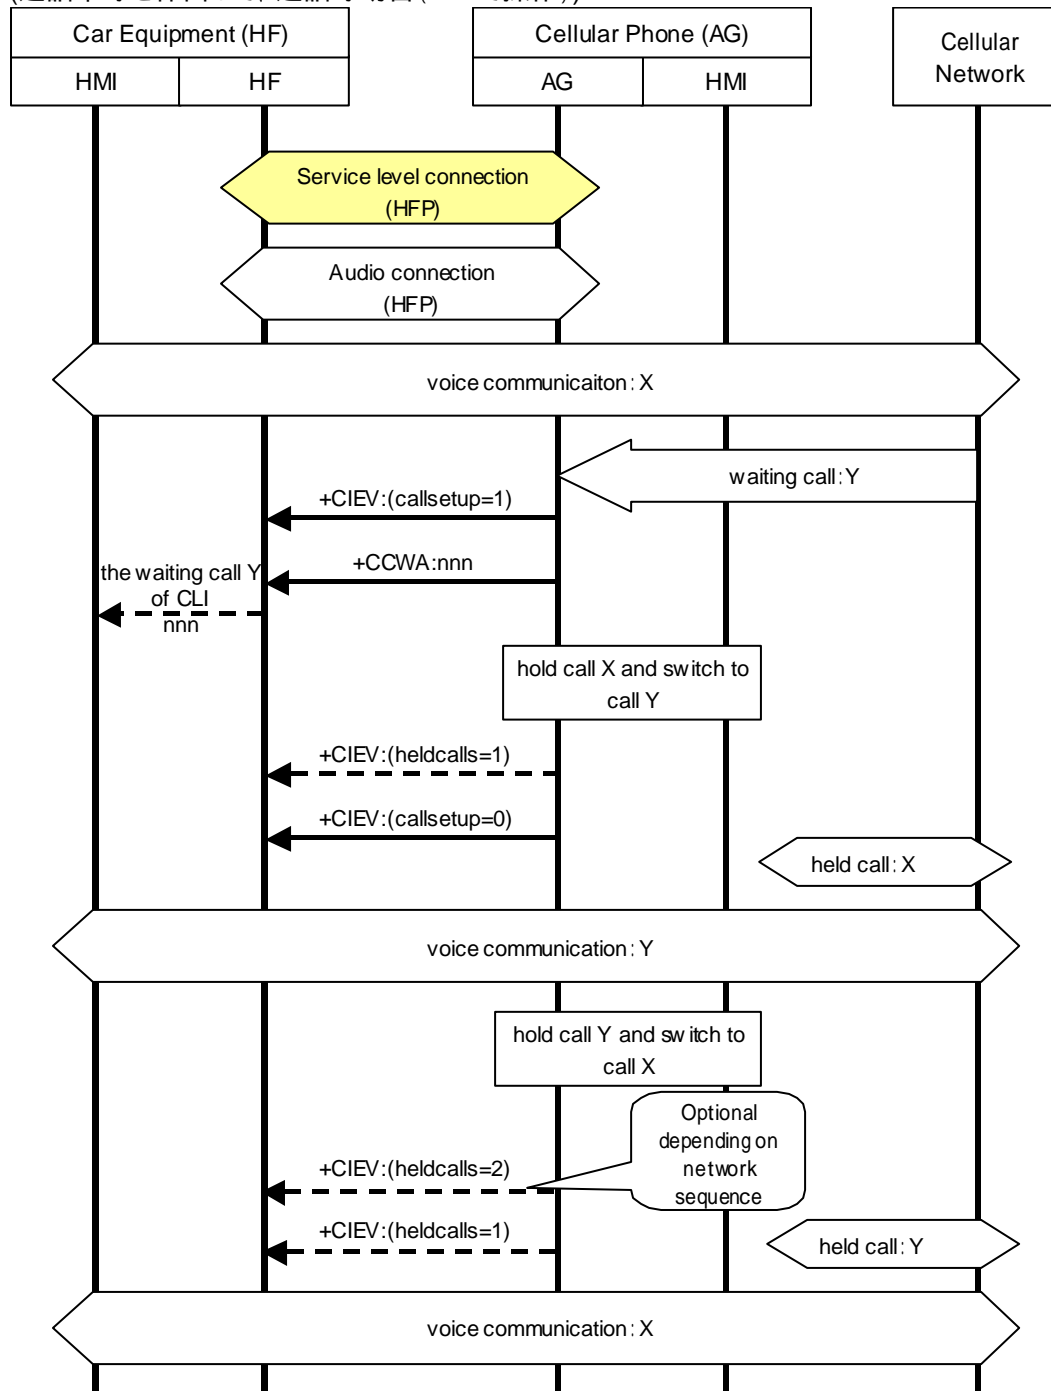 Car Equipment (HF)
Cellular Phone (AG)
Cellular
Network
HMI
HF
AG
HMI
Service level connection
(HFP)
Audio connection
(HFP)
voice communicaiton: X
waiting call: Y
+CIEV:(callsetup=1)
+CCWA:nnn
the waiting call Y
of CLI
nnn
hold call X and switch to
call Y
+CIEV:(heldcalls=1)
+CIEV:(callsetup=0)
held call: X
voice communication: Y
hold call Y and switch to
call X
Optional
depending on
network
sequence
+CIEV:(heldcalls=2)
+CIEV:(heldcalls=1)
held call: Y
voice communication: X